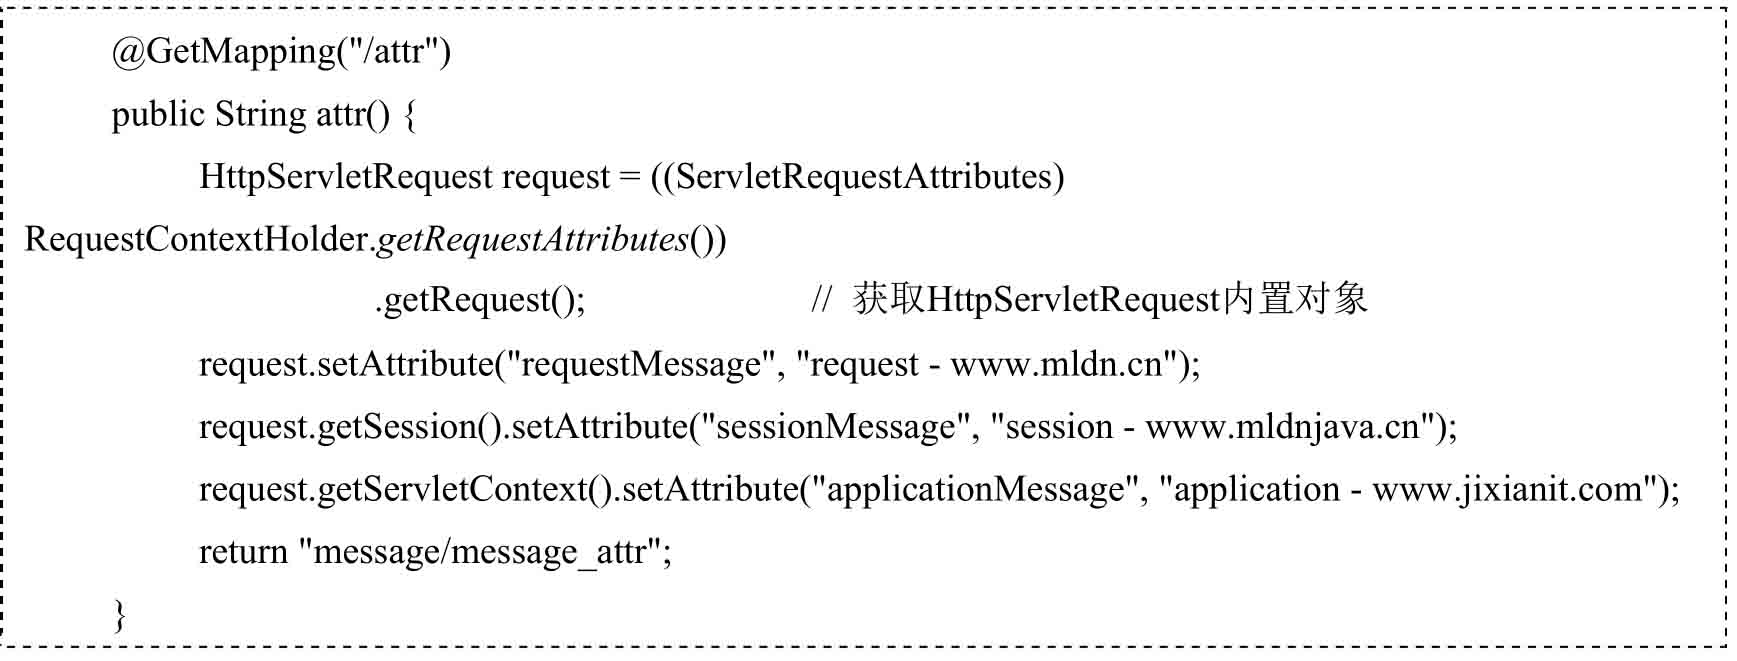 @GetMapping("/attr")
public String attr() {
HttpServletRequest request = ((ServletRequestAttributes)
RequestContextHolder.getRequestAttributes())
.getRequest(); // 获取HttpServletRequest内置对象
request.setAttribute("requestMessage", "request - www.mldn.cn");
request.getSession().setAttribute("sessionMessage", "session - www.mldnjava.cn");
request.getServletContext().setAttribute("applicationMessage", "application - www.jixianit.com");
return "message/message_attr";
}